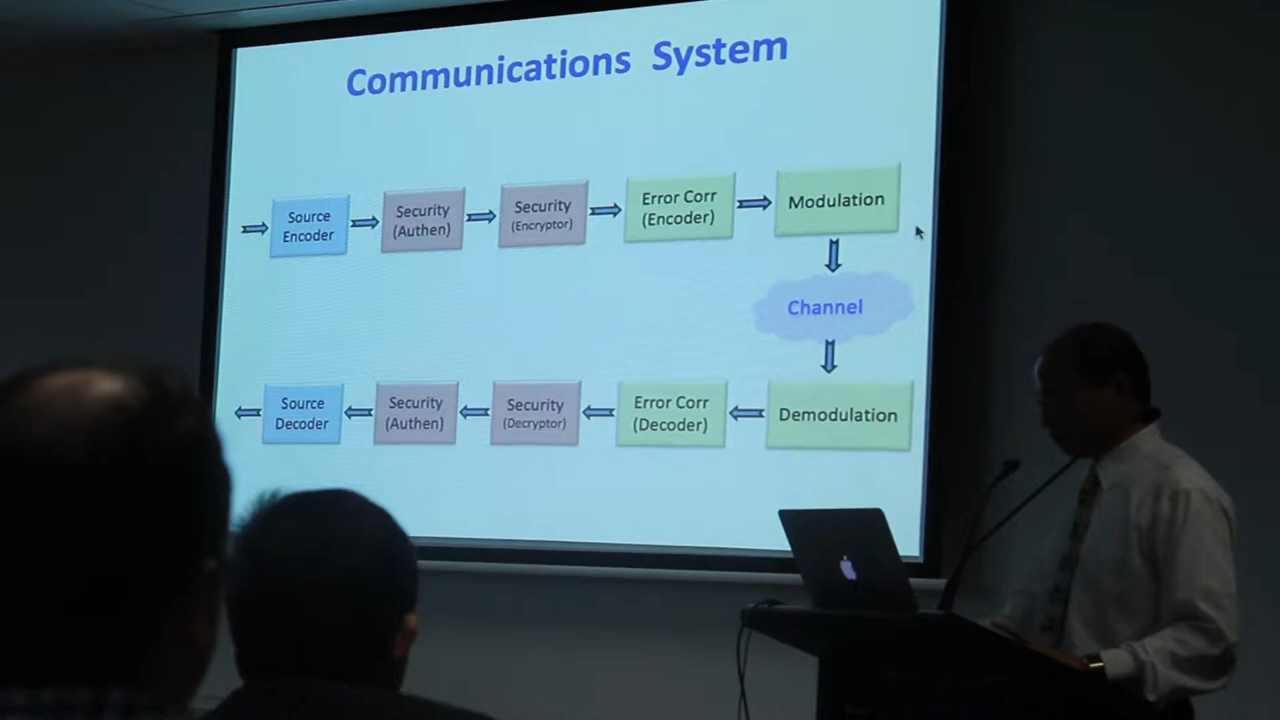 Communications System
Source
Encoder
Security
(Authen)
Security
(Encryptor)
Error Corr
(Encoder)
Modulation
Channel
Source
Decoder
Security
(Authen)
Security
(Decryptor)
Error Corr
(Decoder)
Demodulation